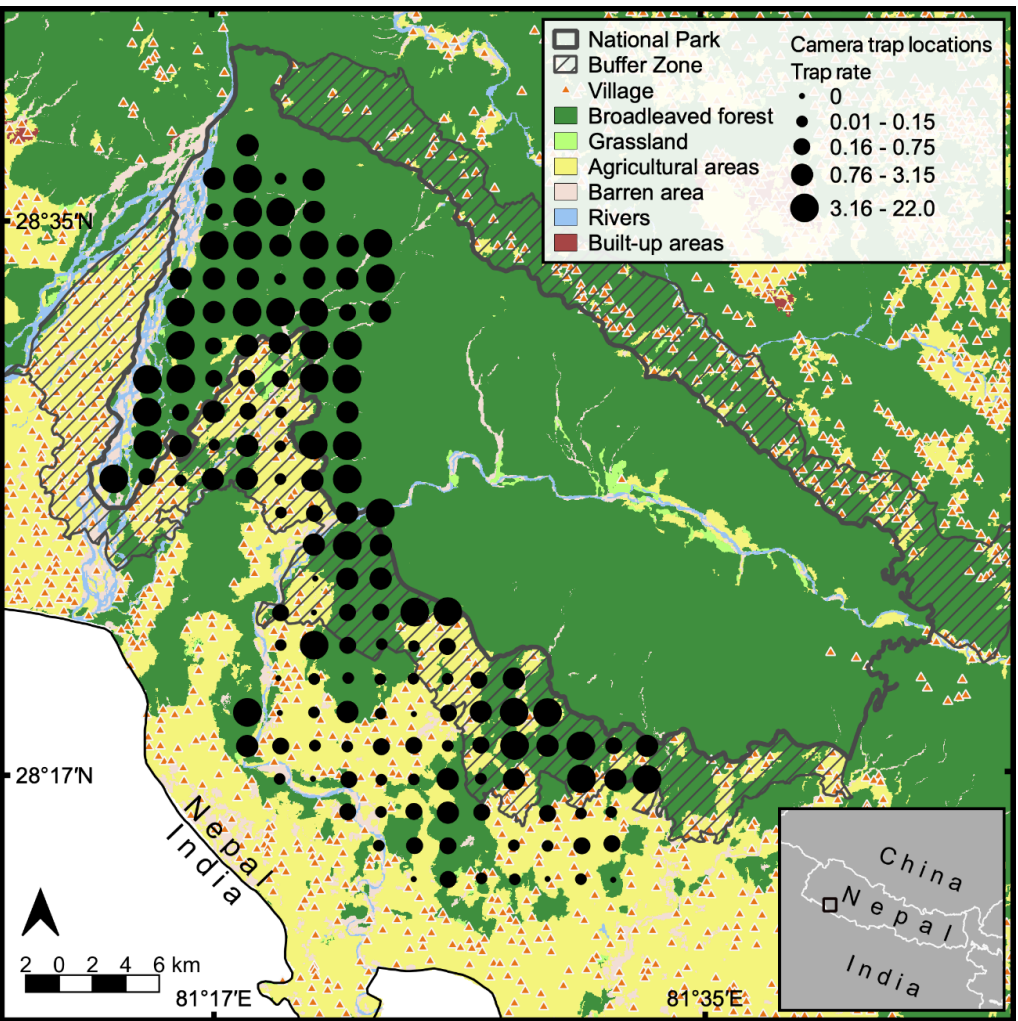 National Park
Buffer Zone
Village
Broadleaved forest
Grassland
Agricultural areas
Barren area
Rivers
Built-up areas
Camera trap locations
Trap rate
0
0.01 - 0.15
0.16 - 0.75
0.76 - 3.15
3.16 - 22.0
28°35′N
28°17′N
Nepal
India
2 0 2 4 6 km
81°17′E
81°35′E
China
Nepal
India